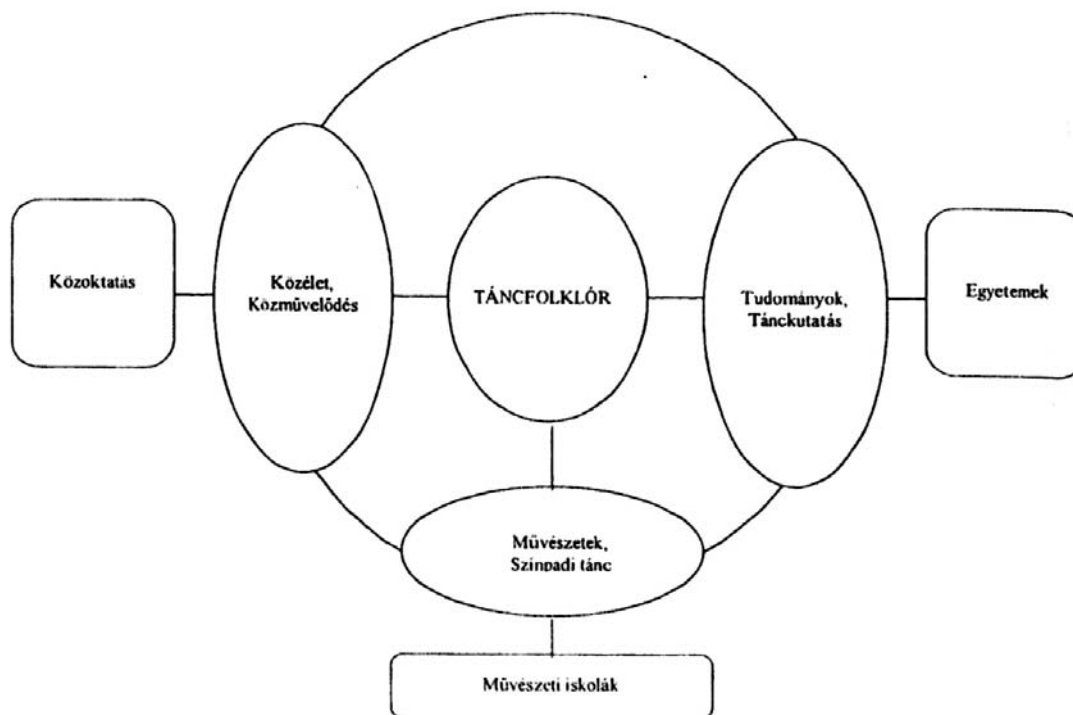 Közoktatás
Közélet,
Közművelődés
TÁNCFOLKLÓR
Tudományok,
Tánckutatás
Egyetemek
Művészetek,
Színpadi tánc
Művészeti iskolák